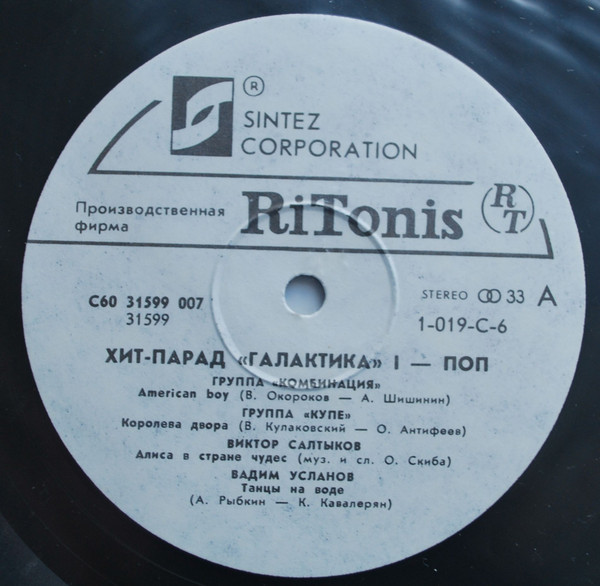 ®
SINTEZ
CORPORATION
Производственная
фирма
RiTonis
RT
С60 31599 007
31599
STEREO 33 A
1-019-С-6
ХИТ-ПАРАД «ГАЛАКТИКА» I — ПОП
ГРУППА «КОМБИНАЦИЯ»
American boy (В. Окороков — А. Шишинин)
ГРУППА «КУПЕ»
Королева двора (В. Кулаковский — О. Антифеев)
ВИКТОР САЛТЫКОВ
Алиса в стране чудес (муз. и сл. О. Скиба)
ВАДИМ УСЛАНОВ
Танцы на воде
(А. Рыбкин — К. Кавалерян)